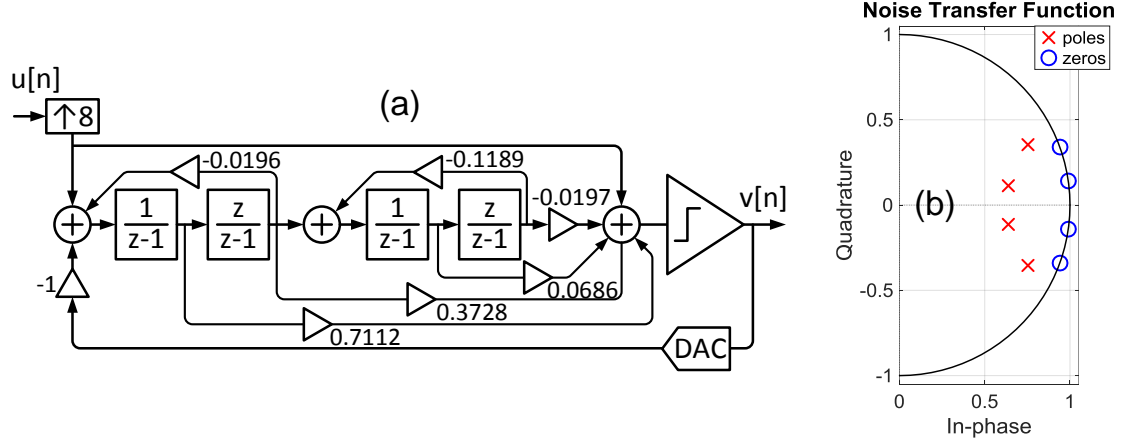 u[n]
↑8
(a)
-0.0196
-0.1189
-0.0197
1
z-1
z
z-1
1
z-1
z
z-1
v[n]
-1
0.0686
0.3728
0.7112
DAC
Noise Transfer Function
poles
zeros
1
0.5
0
-0.5
-1
Quadrature
(b)
0
0.5
1
In-phase